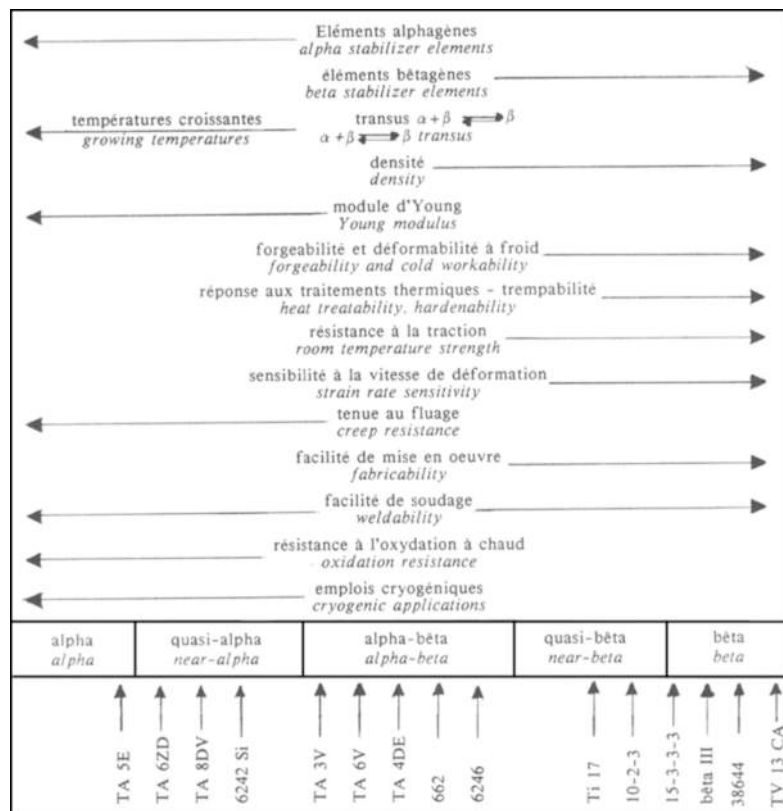 Eléments alphagènes
alpha stabilizer elements
éléments bêtagènes
beta stabilizer elements
températures croissantes
growing temperatures
transus α+β ⇌ β
α+β ⇌ β transus
densité
density
module d'Young
Young modulus
forgeabilité et déformabilité à froid
forgeability and cold workability
réponse aux traitements thermiques - trempabilité
heat treatability, hardenability
résistance à la traction
room temperature strength
sensibilité à la vitesse de déformation
strain rate sensitivity
tenue au fluage
creep resistance
facilité de mise en oeuvre
fabricability
facilité de soudage
weldability
résistance à l'oxydation à chaud
oxidation resistance
emplois cryogéniques
cryogenic applications
alpha
alpha
quasi-alpha
near-alpha
alpha-bêta
alpha-beta
quasi-bêta
near-beta
bêta
beta
TA 5E
TA 6ZD
TA 8DV
6242 Si
TA 3V
TA 6V
TA 4DE
662
6246
Ti 17
10-2-3
15-3-3-3
bêta III
38644
TV 13 CA